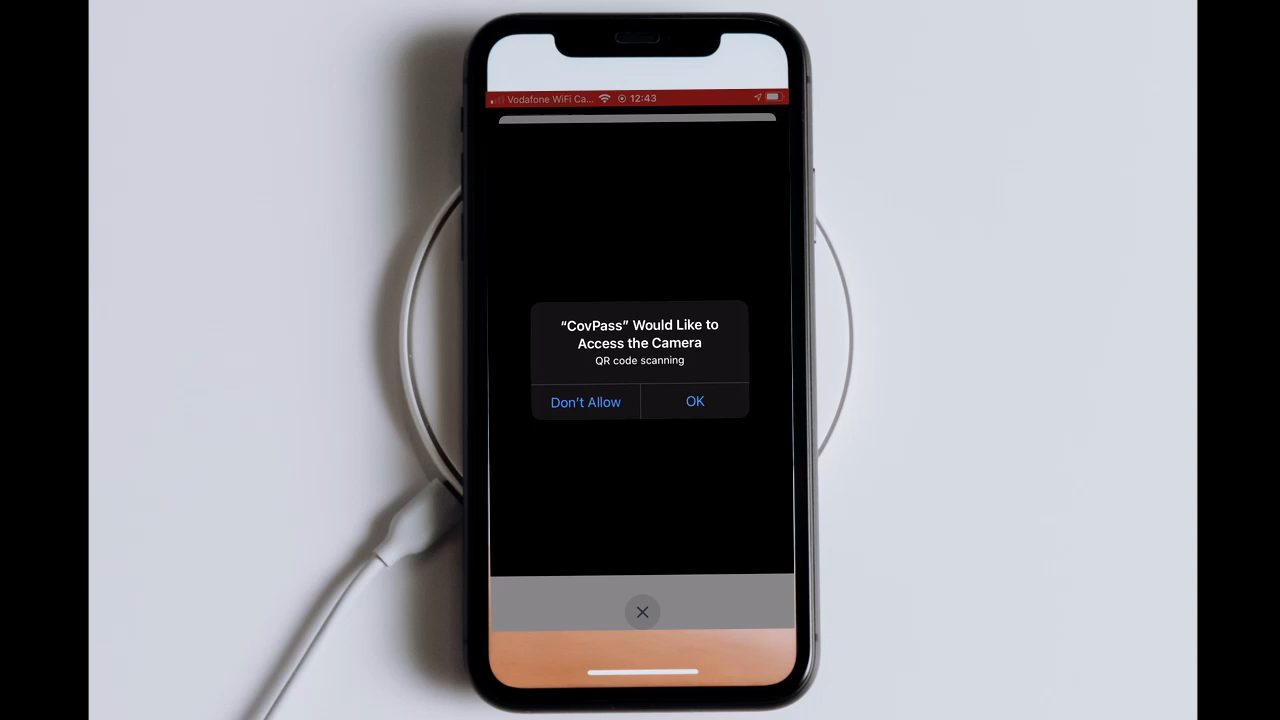 Vodafone WiFi Ca... 12:43
“CovPass” Would Like to
Access the Camera
QR code scanning
Don’t Allow
OK